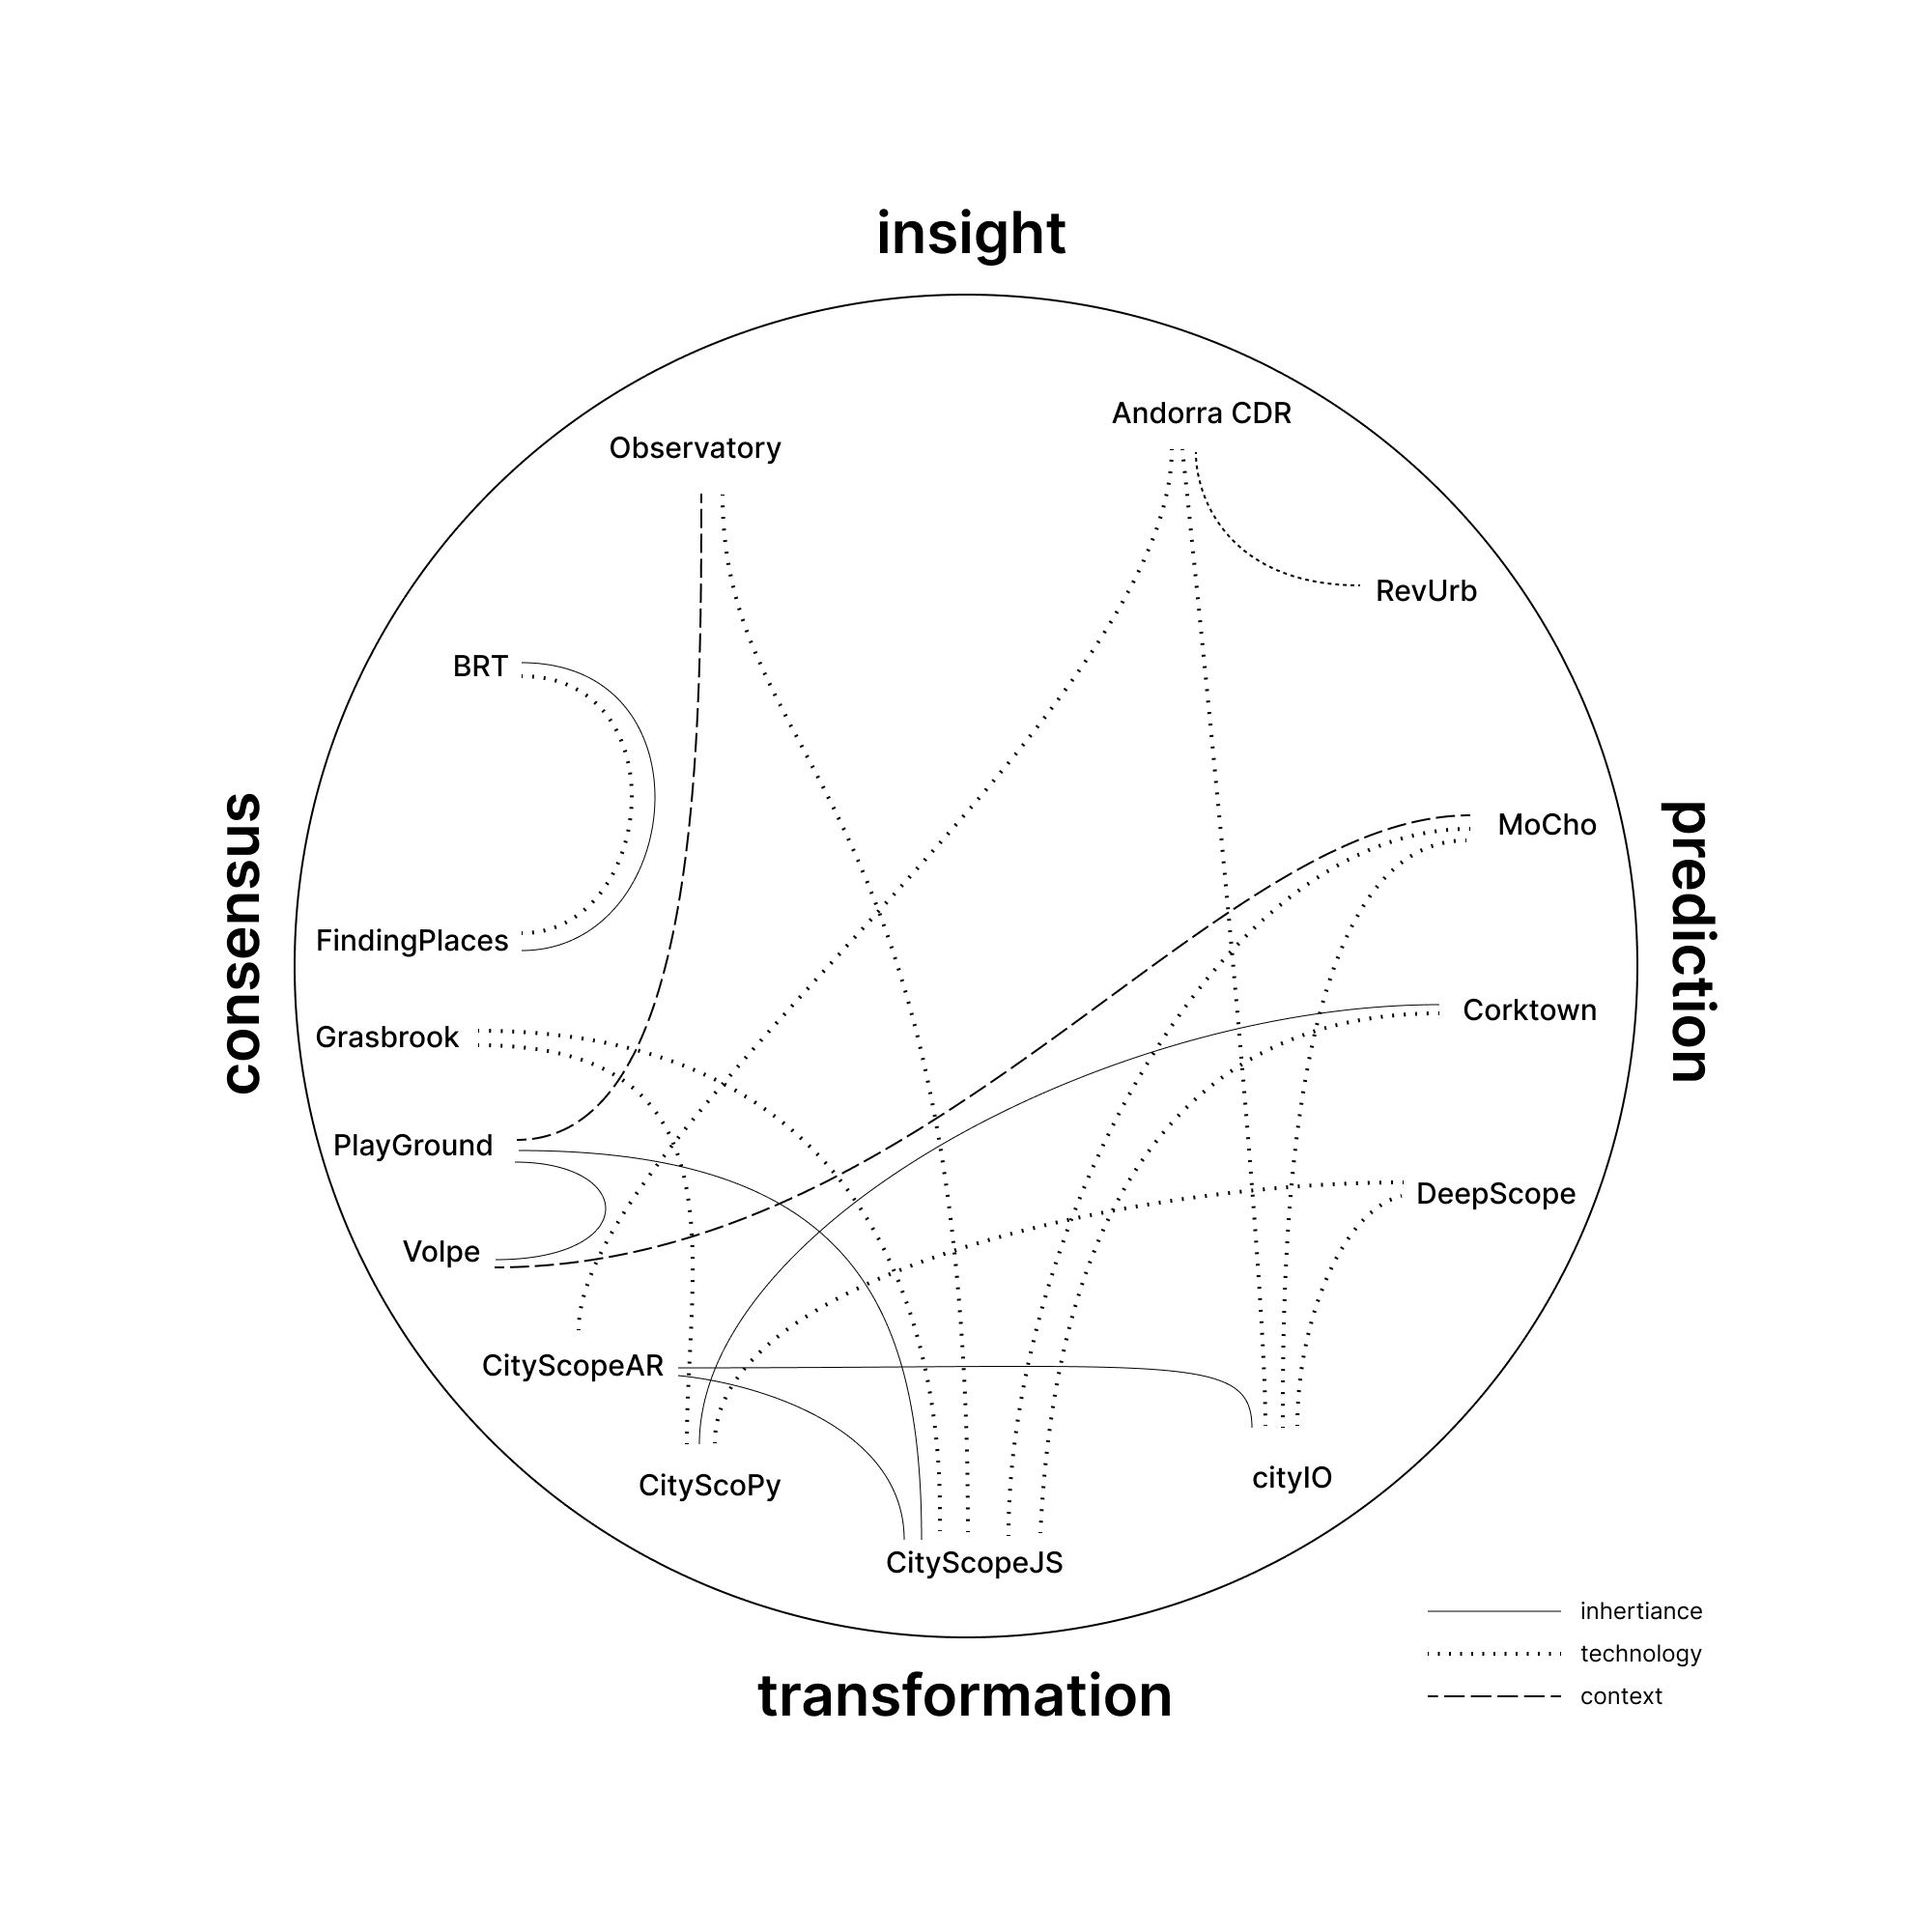 insight
Andorra CDR
Observatory
RevUrb
BRT
consensus
prediction
MoCho
FindingPlaces
Corktown
Grasbrook
PlayGround
DeepScope
Volpe
CityScopeAR
CityScoPy
cityIO
CityScopeJS
inhertiance
technology
context
transformation